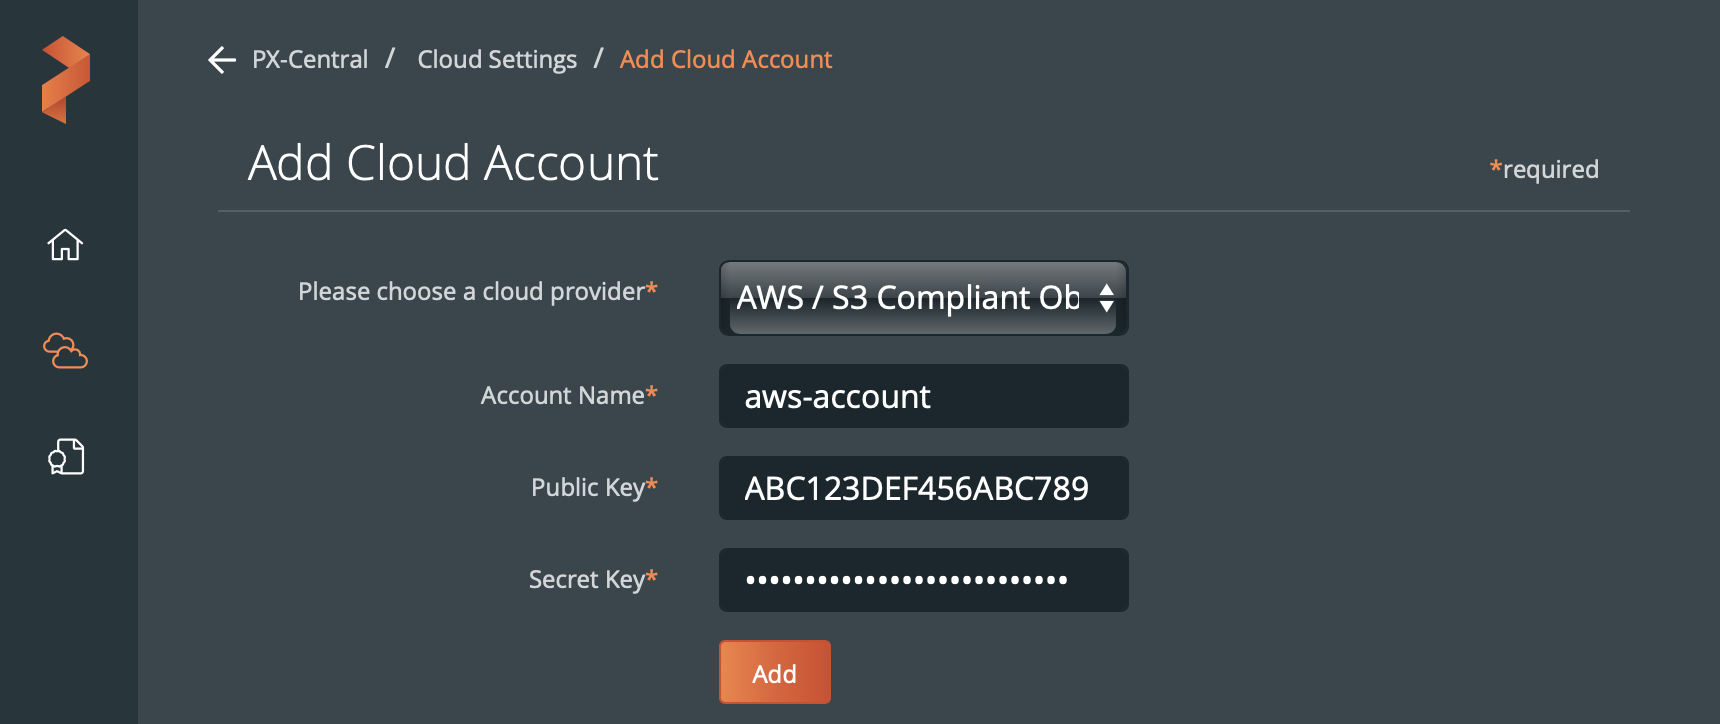 PX-Central / Cloud Settings / Add Cloud Account
Add Cloud Account
*required
Please choose a cloud provider*
AWS / S3 Compliant Ob
Account Name*
aws-account
Public Key*
ABC123DEF456ABC789
Secret Key*
•••••••••••••••••••••••••••
Add